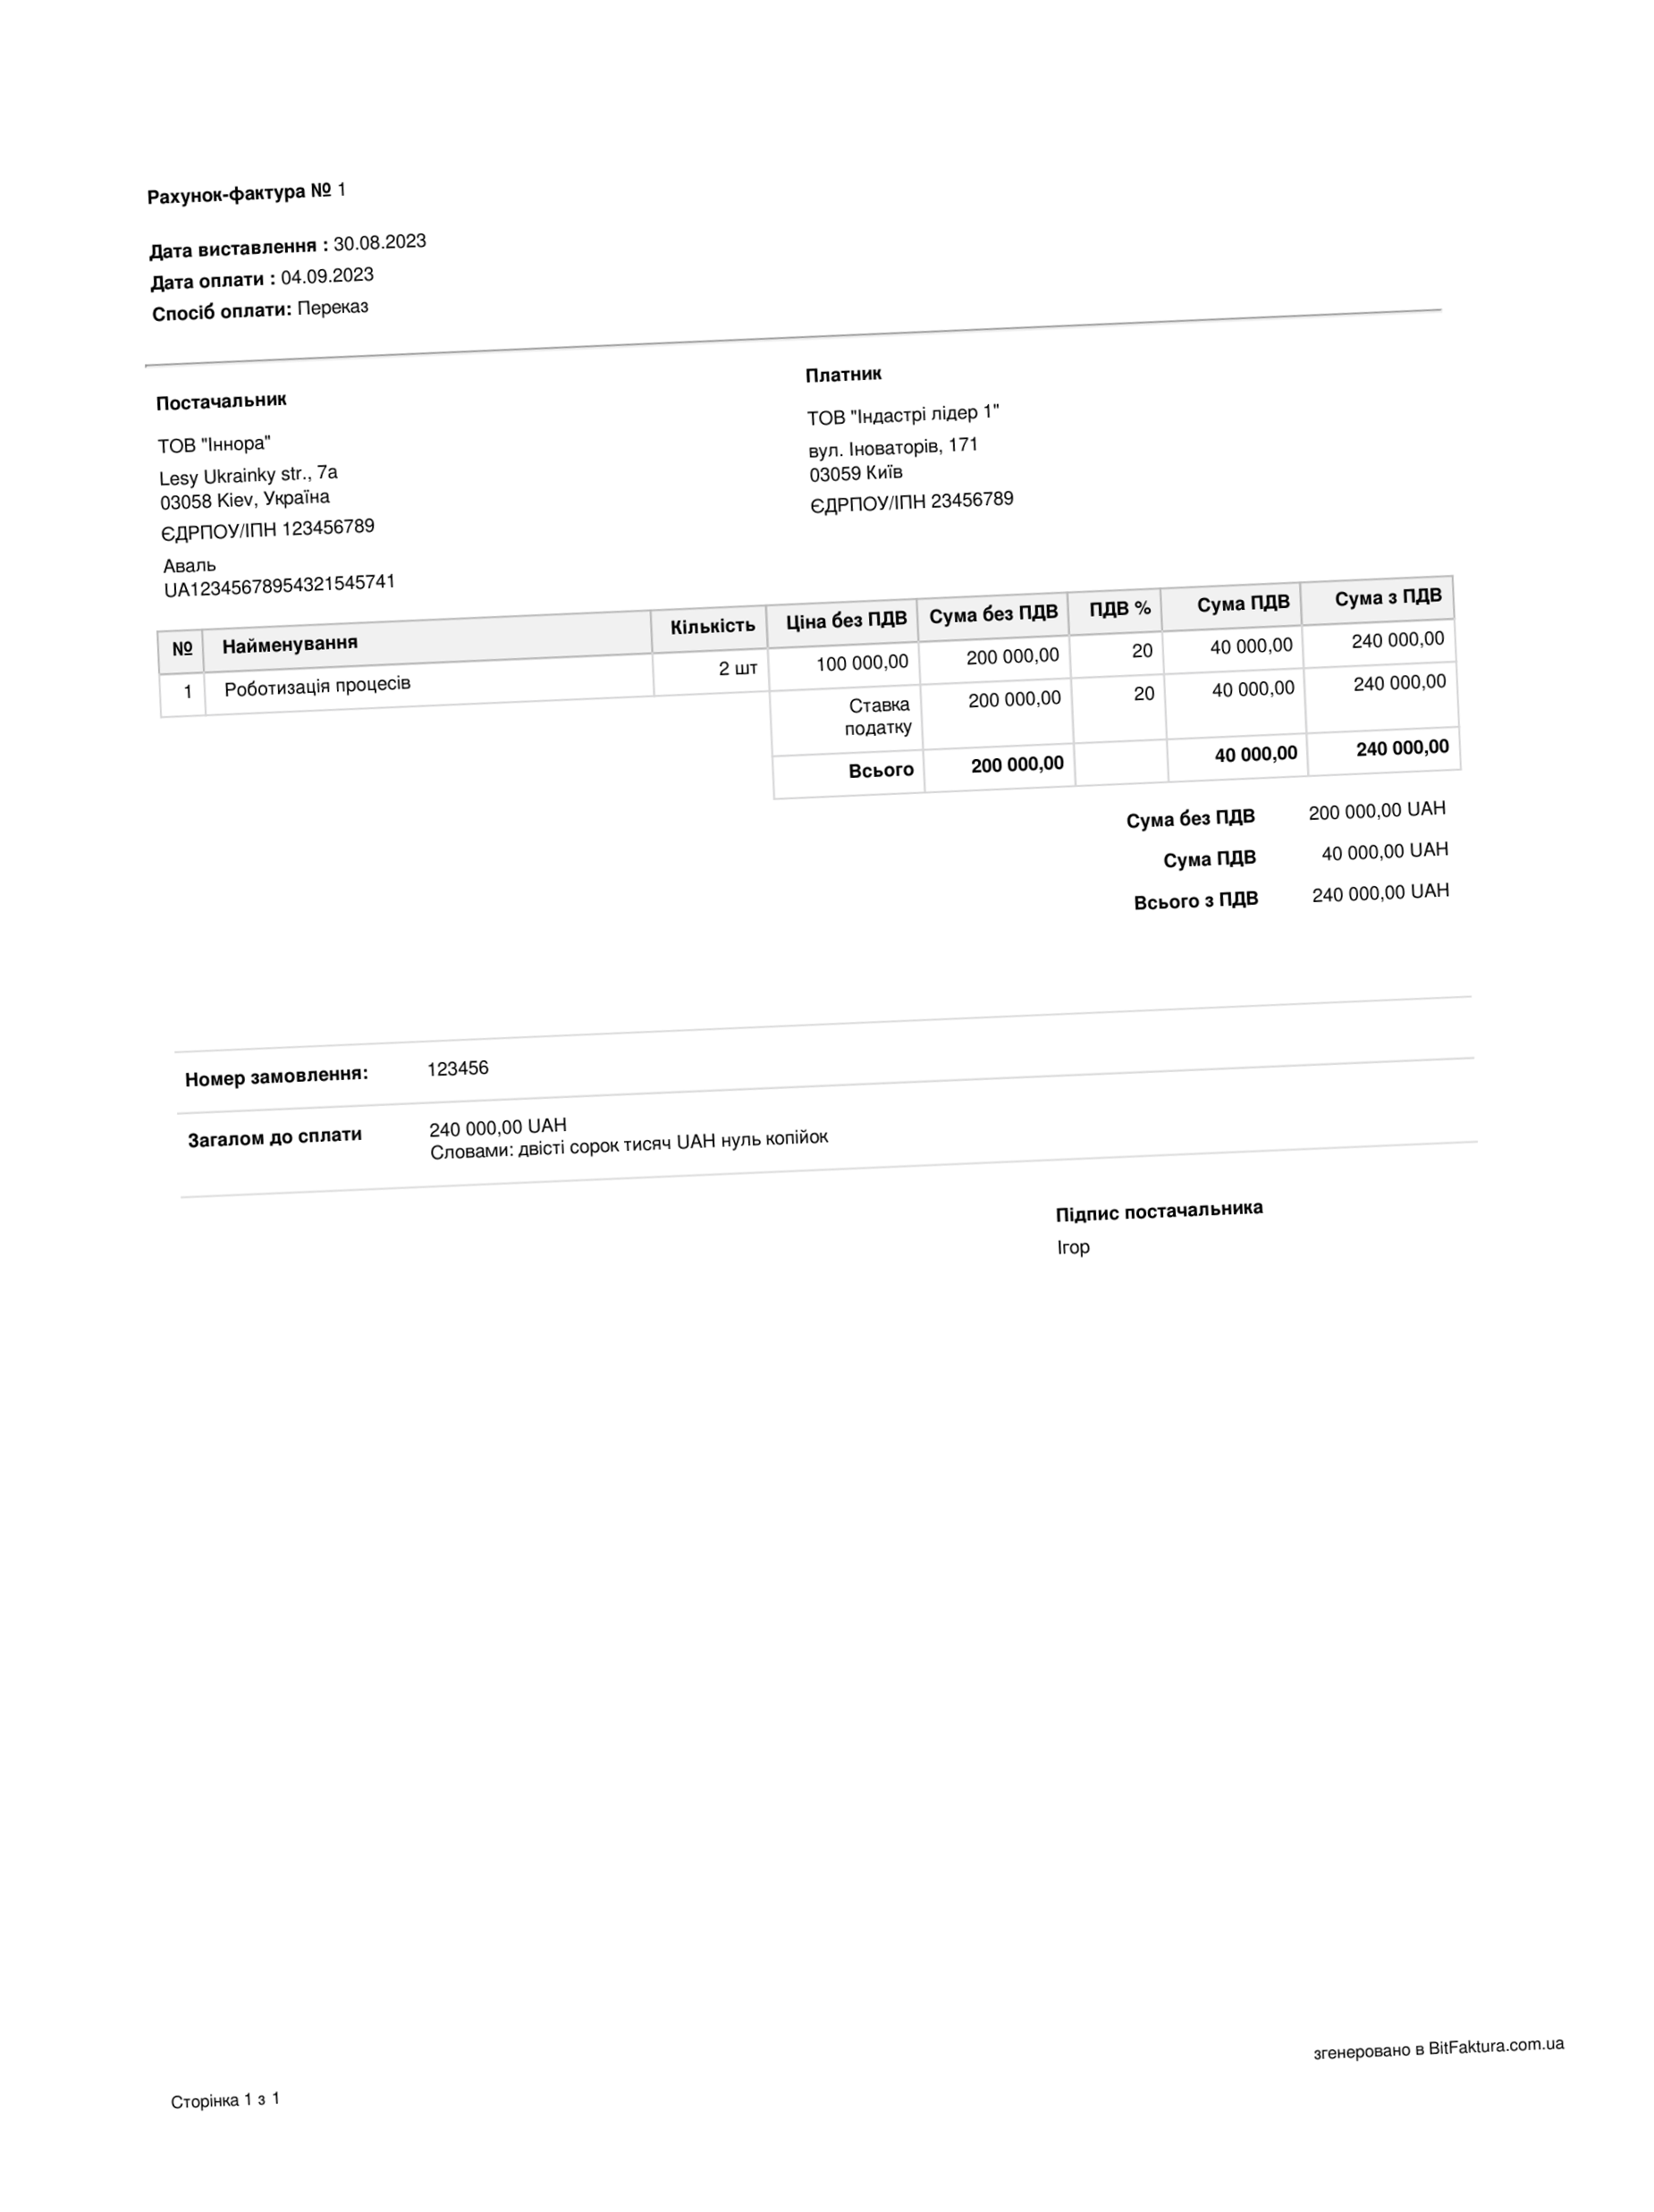 Рахунок-фактура № 1
Дата виставлення : 30.08.2023
Дата оплати : 04.09.2023
Спосіб оплати: Переказ
Постачальник
ТОВ "Іннора"
Lesy Ukrainky str., 7a
03058 Kiev, Україна
ЄДРПОУ/ІПН 123456789
Аваль
UA12345678954321545741
Платник
ТОВ "Індастрі лідер 1"
вул. Іноваторів, 171
03059 Київ
ЄДРПОУ/ІПН 23456789
№ Найменування Кількість Ціна без ПДВ Сума без ПДВ ПДВ % Сума ПДВ Сума з ПДВ
1 Роботизація процесів 2 шт 100 000,00 200 000,00 20 40 000,00 240 000,00
Ставка податку 200 000,00 20 40 000,00 240 000,00
Всього 200 000,00 40 000,00 240 000,00
Сума без ПДВ 200 000,00 UAH
Сума ПДВ 40 000,00 UAH
Всього з ПДВ 240 000,00 UAH
Номер замовлення: 123456
Загалом до сплати 240 000,00 UAH
Словами: двісті сорок тисяч UAH нуль копійок
Підпис постачальника
Ігор
згенеровано в BitFaktura.com.ua
Сторінка 1 з 1